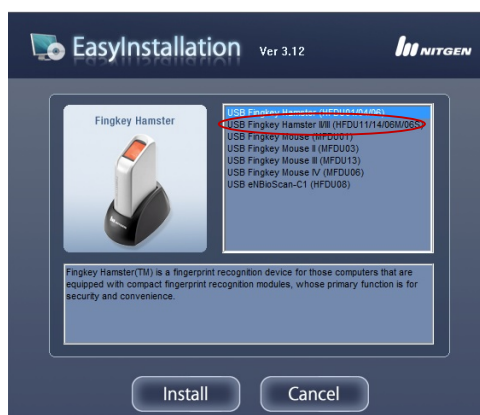 EasyInstallation Ver 3.12
NITGEN
Fingkey Hamster
USB Fingkey Hamster (HFDU01/04/06)
USB Fingkey Hamster II/III (HFDU11/14/06M/06S)
USB Fingkey Mouse (MFDU01)
USB Fingkey Mouse II (MFDU03)
USB Fingkey Mouse III (MFDU13)
USB Fingkey Mouse IV (MFDU06)
USB eNBioScan-C1 (HFDU08)
Fingkey Hamster(TM) is a fingerprint recognition device for those computers that are
equipped with compact fingerprint recognition modules, whose primary function is for
security and convenience.
Install
Cancel